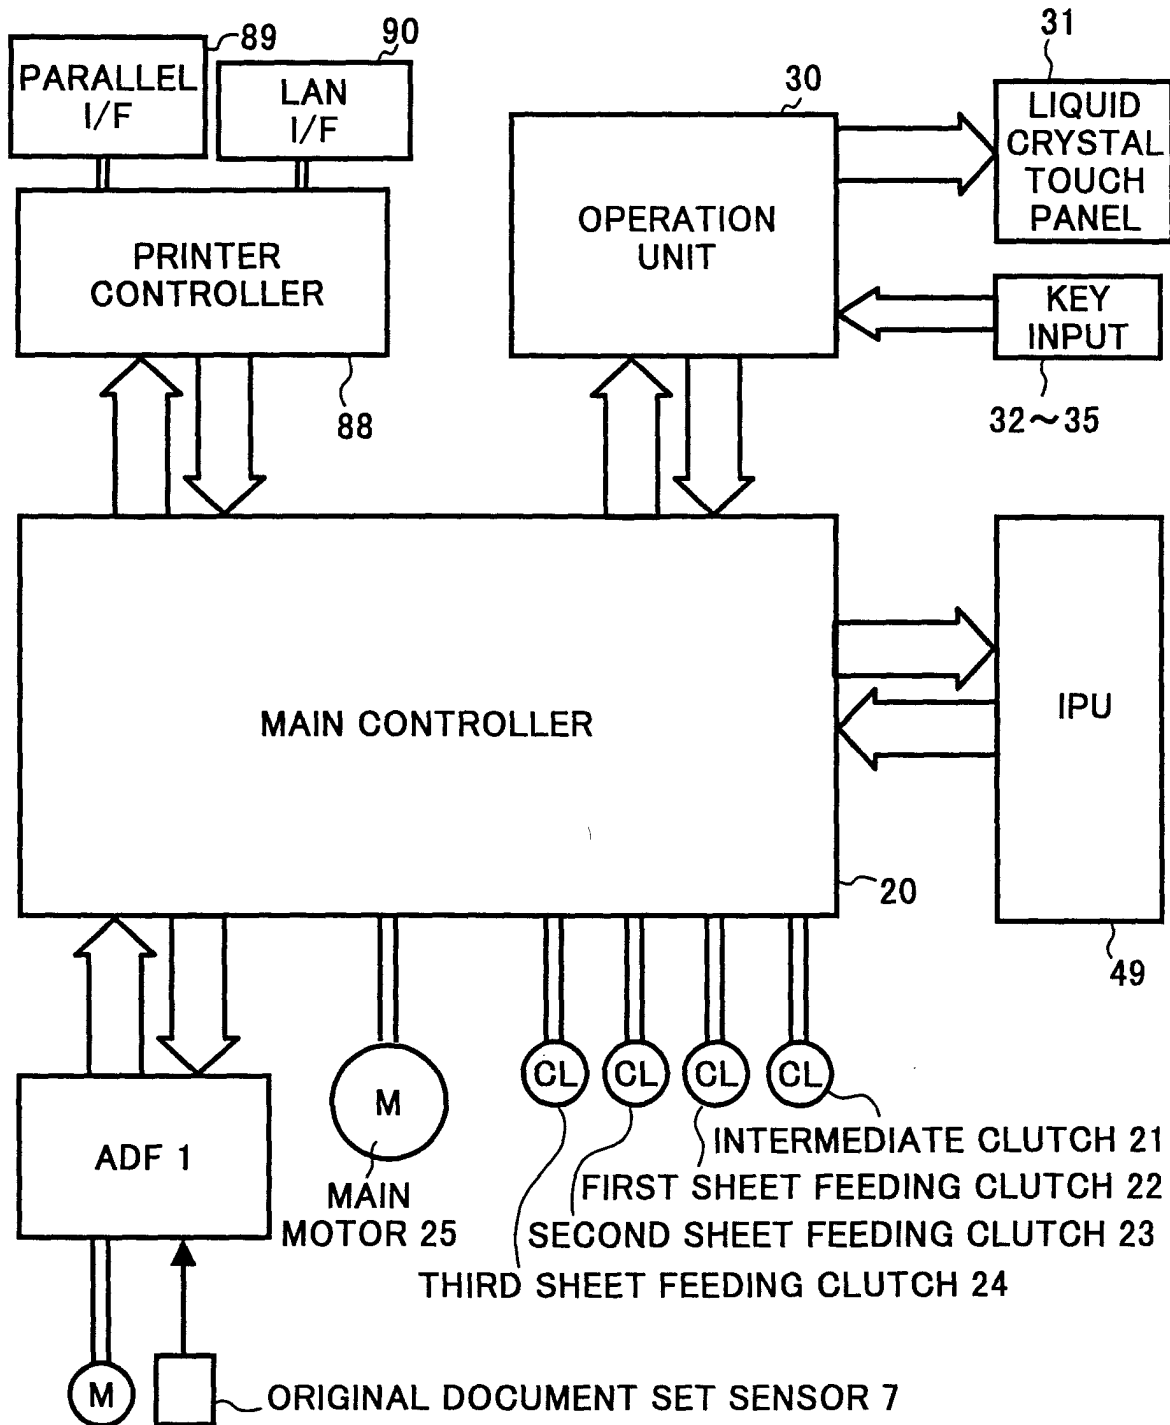 89
PARALLEL
I/F
90
LAN
I/F
PRINTER
CONTROLLER
88
30
OPERATION
UNIT
31
LIQUID
CRYSTAL
TOUCH
PANEL
KEY
INPUT
32～35
MAIN CONTROLLER
20
IPU
49
ADF 1
M
MAIN
MOTOR 25
CL
CL
CL
CL
INTERMEDIATE CLUTCH 21
FIRST SHEET FEEDING CLUTCH 22
SECOND SHEET FEEDING CLUTCH 23
THIRD SHEET FEEDING CLUTCH 24
M
ORIGINAL DOCUMENT SET SENSOR 7